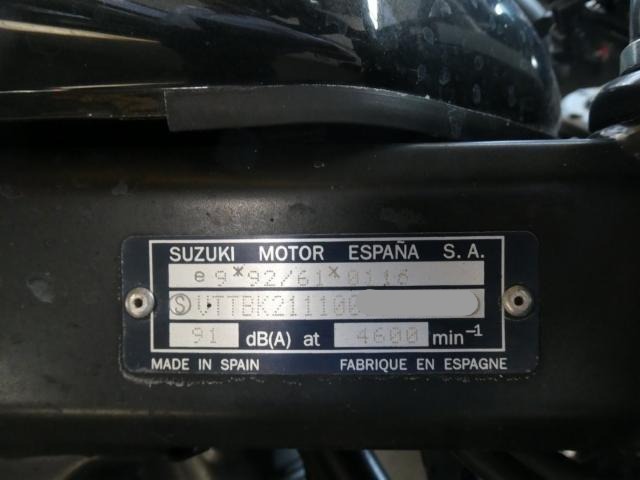 SUZUKI MOTOR ESPAÑA S. A.
e9*92/61*0116
Ⓢ VTTBK2111100
91 dB(A) at 4600 min⁻¹
MADE IN SPAIN FABRIQUE EN ESPAGNE